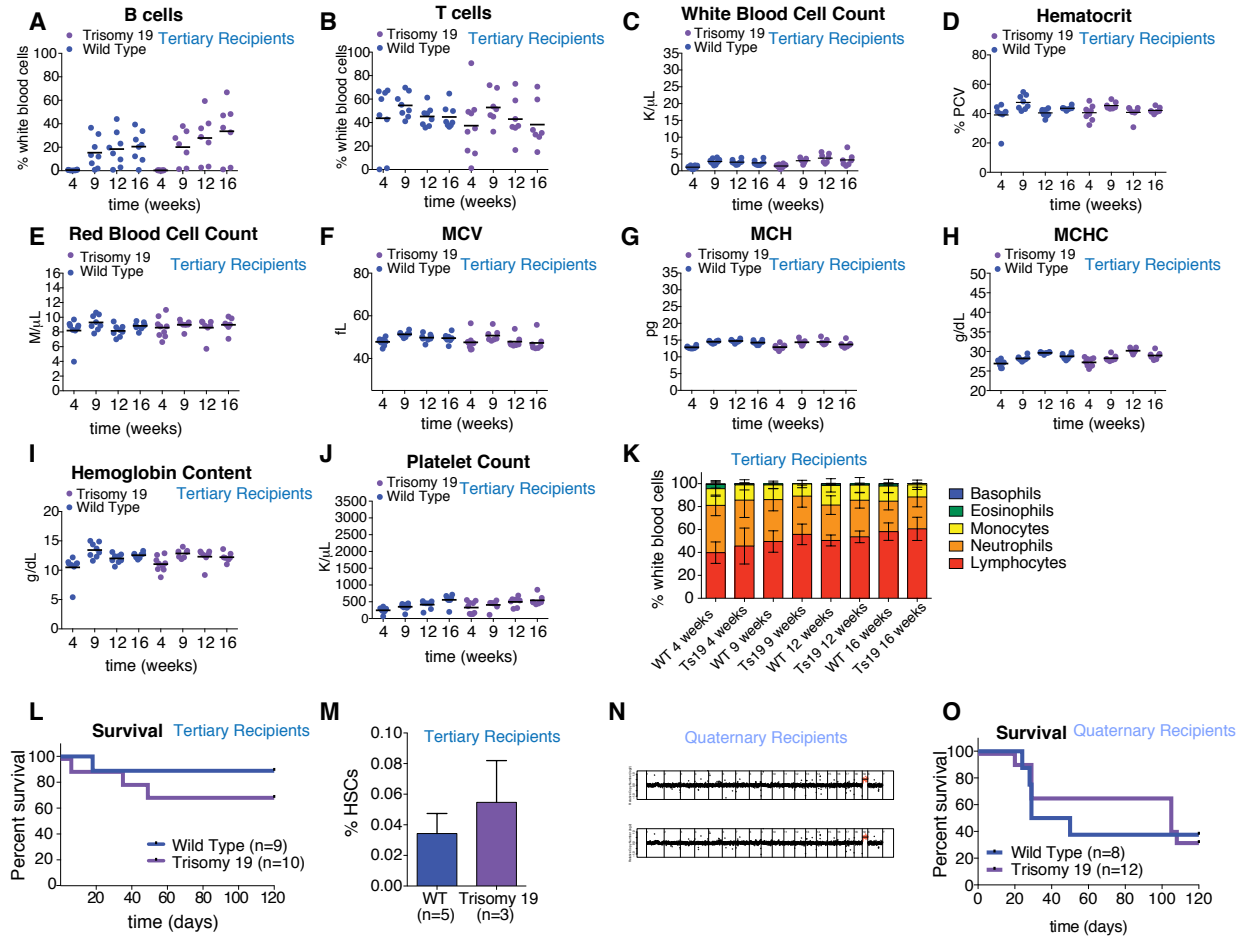 A
B cells
Trisomy 19
Wild Type
Tertiary Recipients
% white blood cells
100
80
60
40
20
0
4 9 12 16 4 9 12 16
time (weeks)
B
T cells
Trisomy 19
Wild Type
Tertiary Recipients
% white blood cells
100
80
60
40
20
0
4 9 12 16 4 9 12 16
time (weeks)
C
White Blood Cell Count
Trisomy 19
Wild Type
Tertiary Recipients
K/µL
35
30
25
20
15
10
5
0
4 9 12 16 4 9 12 16
time (weeks)
D
Hematocrit
Trisomy 19
Wild Type
Tertiary Recipients
% PCV
80
60
40
20
0
4 9 12 16 4 9 12 16
time (weeks)
E
Red Blood Cell Count
Trisomy 19
Wild Type
Tertiary Recipients
M/µL
16
14
12
10
8
6
4
2
0
4 9 12 16 4 9 12 16
time (weeks)
F
MCV
Trisomy 19
Wild Type
Tertiary Recipients
fL
80
60
40
4 9 12 16 4 9 12 16
time (weeks)
G
MCH
Trisomy 19
Wild Type
Tertiary Recipients
pg
35
30
25
20
15
10
5
0
4 9 12 16 4 9 12 16
time (weeks)
H
MCHC
Trisomy 19
Wild Type
Tertiary Recipients
g/dL
50
45
40
35
30
25
20
4 9 12 16 4 9 12 16
time (weeks)
I
Hemoglobin Content
Trisomy 19
Wild Type
Tertiary Recipients
g/dL
20
15
10
5
0
4 9 12 16 4 9 12 16
time (weeks)
J
Platelet Count
Trisomy 19
Wild Type
Tertiary Recipients
K/µL
3500
3000
2500
2000
1500
1000
500
0
4 9 12 16 4 9 12 16
time (weeks)
K
Tertiary Recipients
% white blood cells
100
80
60
40
20
0
WT 4 weeks
Ts19 4 weeks
WT 9 weeks
Ts19 9 weeks
WT 12 weeks
Ts19 12 weeks
WT 16 weeks
Ts19 16 weeks
Basophils
Eosinophils
Monocytes
Neutrophils
Lymphocytes
L
Survival
Tertiary Recipients
Percent survival
100
80
60
40
20
0
Wild Type (n=9)
Trisomy 19 (n=10)
20 40 60 80 100 120
time (days)
M
Tertiary Recipients
% HSCs
0.10
0.08
0.06
0.04
0.02
0.00
WT Trisomy 19
(n=5) (n=3)
N
Quaternary Recipients
O
Survival
Quaternary Recipients
Percent survival
100
80
60
40
20
0
Wild Type (n=8)
Trisomy 19 (n=12)
0 20 40 60 80 100 120
time (days)